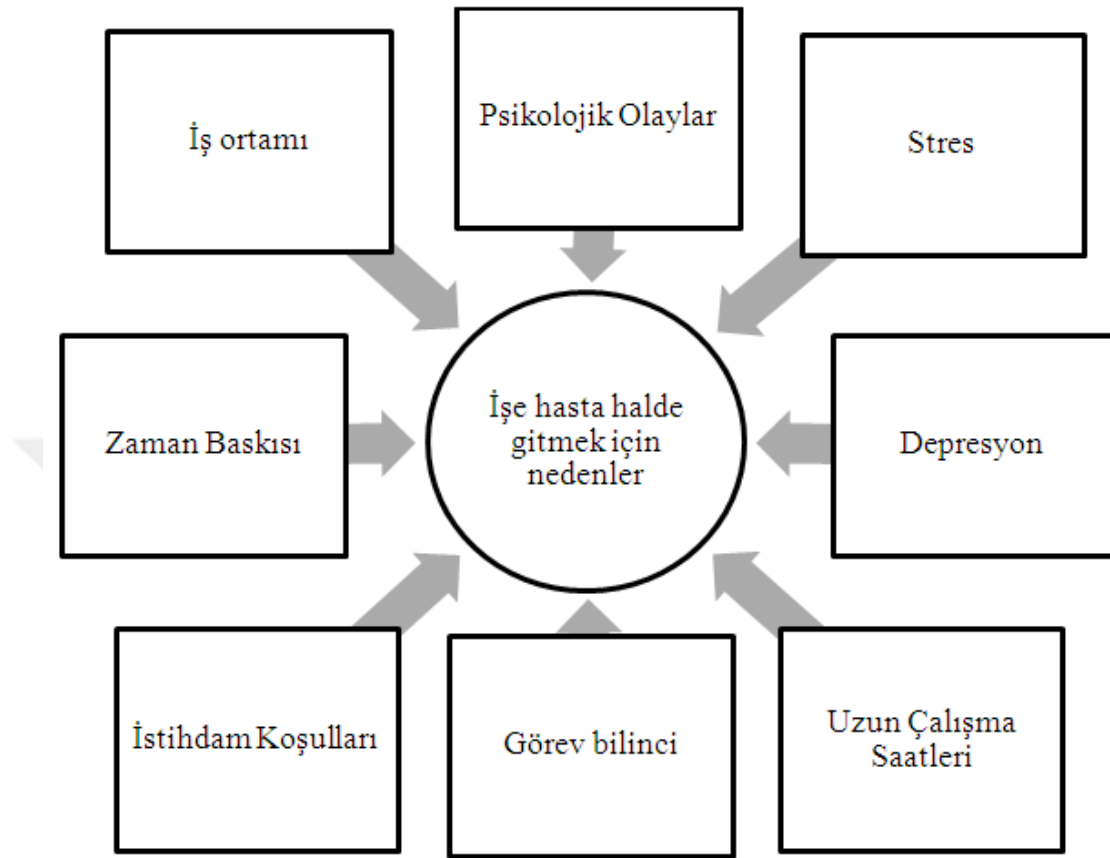 İş ortamı
Psikolojik Olaylar
Stres
Zaman Baskısı
İşe hasta halde
gitmek için
nedenler
Depresyon
İstihdam Koşulları
Görev bilinci
Uzun Çalışma
Saatleri